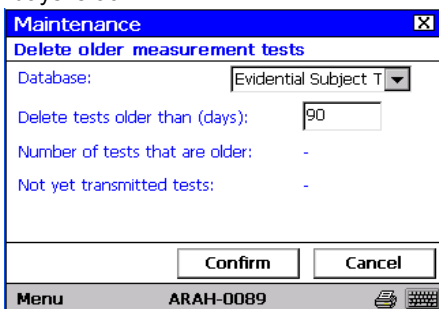 Maintenance X
Delete older measurement tests
Database: Evidential Subject T
Delete tests older than (days): 90
Number of tests that are older: -
Not yet transmitted tests: -
Confirm Cancel
Menu ARAH-0089